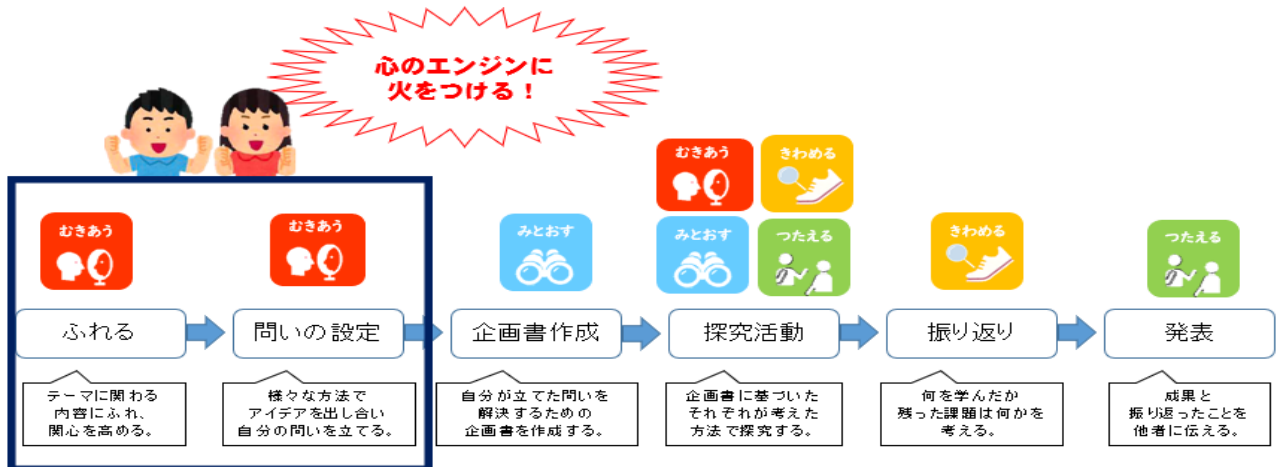 心のエンジンに
火をつける！
むきあう
むきあう
みとおす
むきあう
きわめる
みとおす
つたえる
きわめる
つたえる
ふれる
問いの設定
企画書作成
探究活動
振り返り
発表
テーマに関わる
内容にふれ、
関心を高める。
様々な方法で
アイデアを出し合い
自分の問いを立てる。
自分が立てた問いを
解決するための
企画書を作成する。
企画書に基づいた
それぞれが考えた
方法で探究する。
何を学んだか
残った課題は何かを
考える。
成果と
振り返ったことを
他者に伝える。